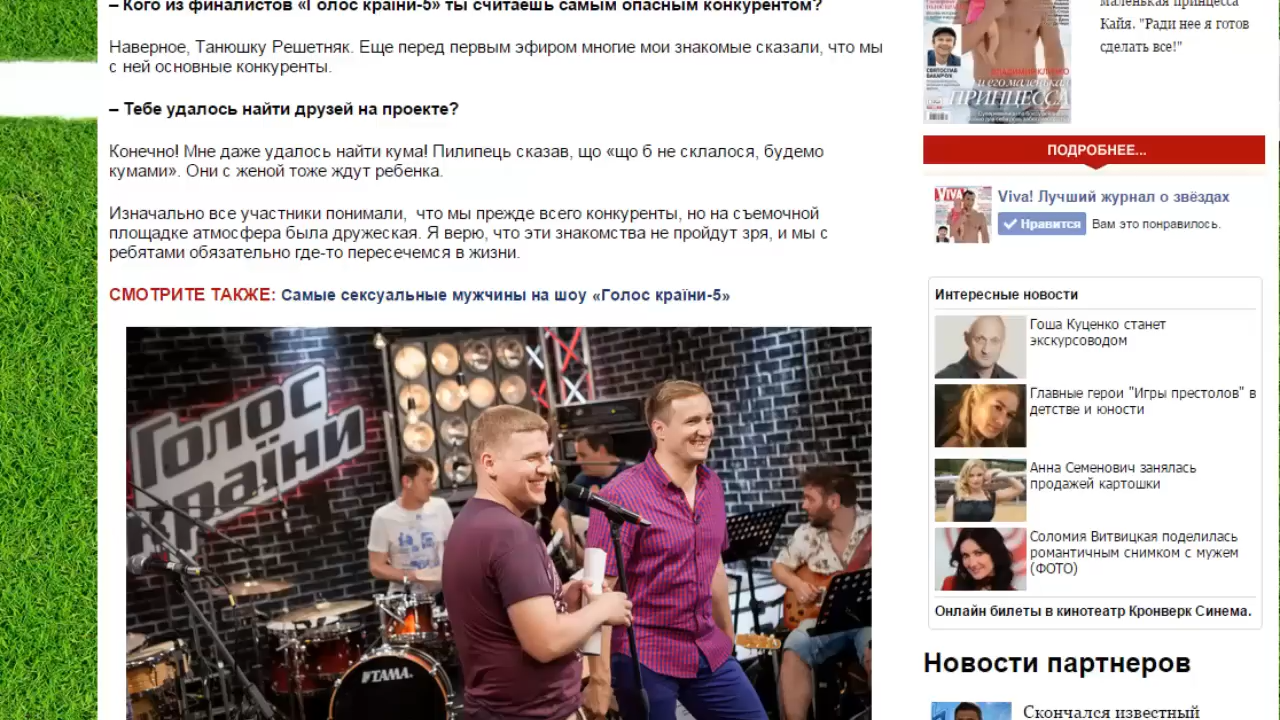 – Кого из финалистов «Голос країни-5» ты считаешь самым опасным конкурентом?
Наверное, Танюшку Решетняк. Еще перед первым эфиром многие мои знакомые сказали, что мы
с ней основные конкуренты.
– Тебе удалось найти друзей на проекте?
Конечно! Мне даже удалось найти кума! Пилипець сказав, що «що б не склалося, будемо
кумами». Они с женой тоже ждут ребенка.
Изначально все участники понимали, что мы прежде всего конкуренты, но на съемочной
площадке атмосфера была дружеская. Я верю, что эти знакомства не пройдут зря, и мы с
ребятами обязательно где-то пересечемся в жизни.
СМОТРИТЕ ТАКЖЕ: Самые сексуальные мужчины на шоу «Голос країни-5»
Голос
країни
TAMA
маленькая принцесса
Кайя. "Ради нее я готов
сделать все!"
ВЛАДИМИР КЛИЧКО
и его маленькая
ПРИНЦЕССА
СВЯТОСЛАВ
ВАКАРЧУК
ПОДРОБНЕЕ...
VIVA!
Viva! Лучший журнал о звёздах
Нравится Вам это понравилось.
Интересные новости
Гоша Куценко станет
экскурсоводом
Главные герои "Игры престолов" в
детстве и юности
Анна Семенович занялась
продажей картошки
Соломия Витвицкая поделилась
романтичным снимком с мужем
(ФОТО)
Онлайн билеты в кинотеатр Кронверк Синема.
Новости партнеров
Скончался известный